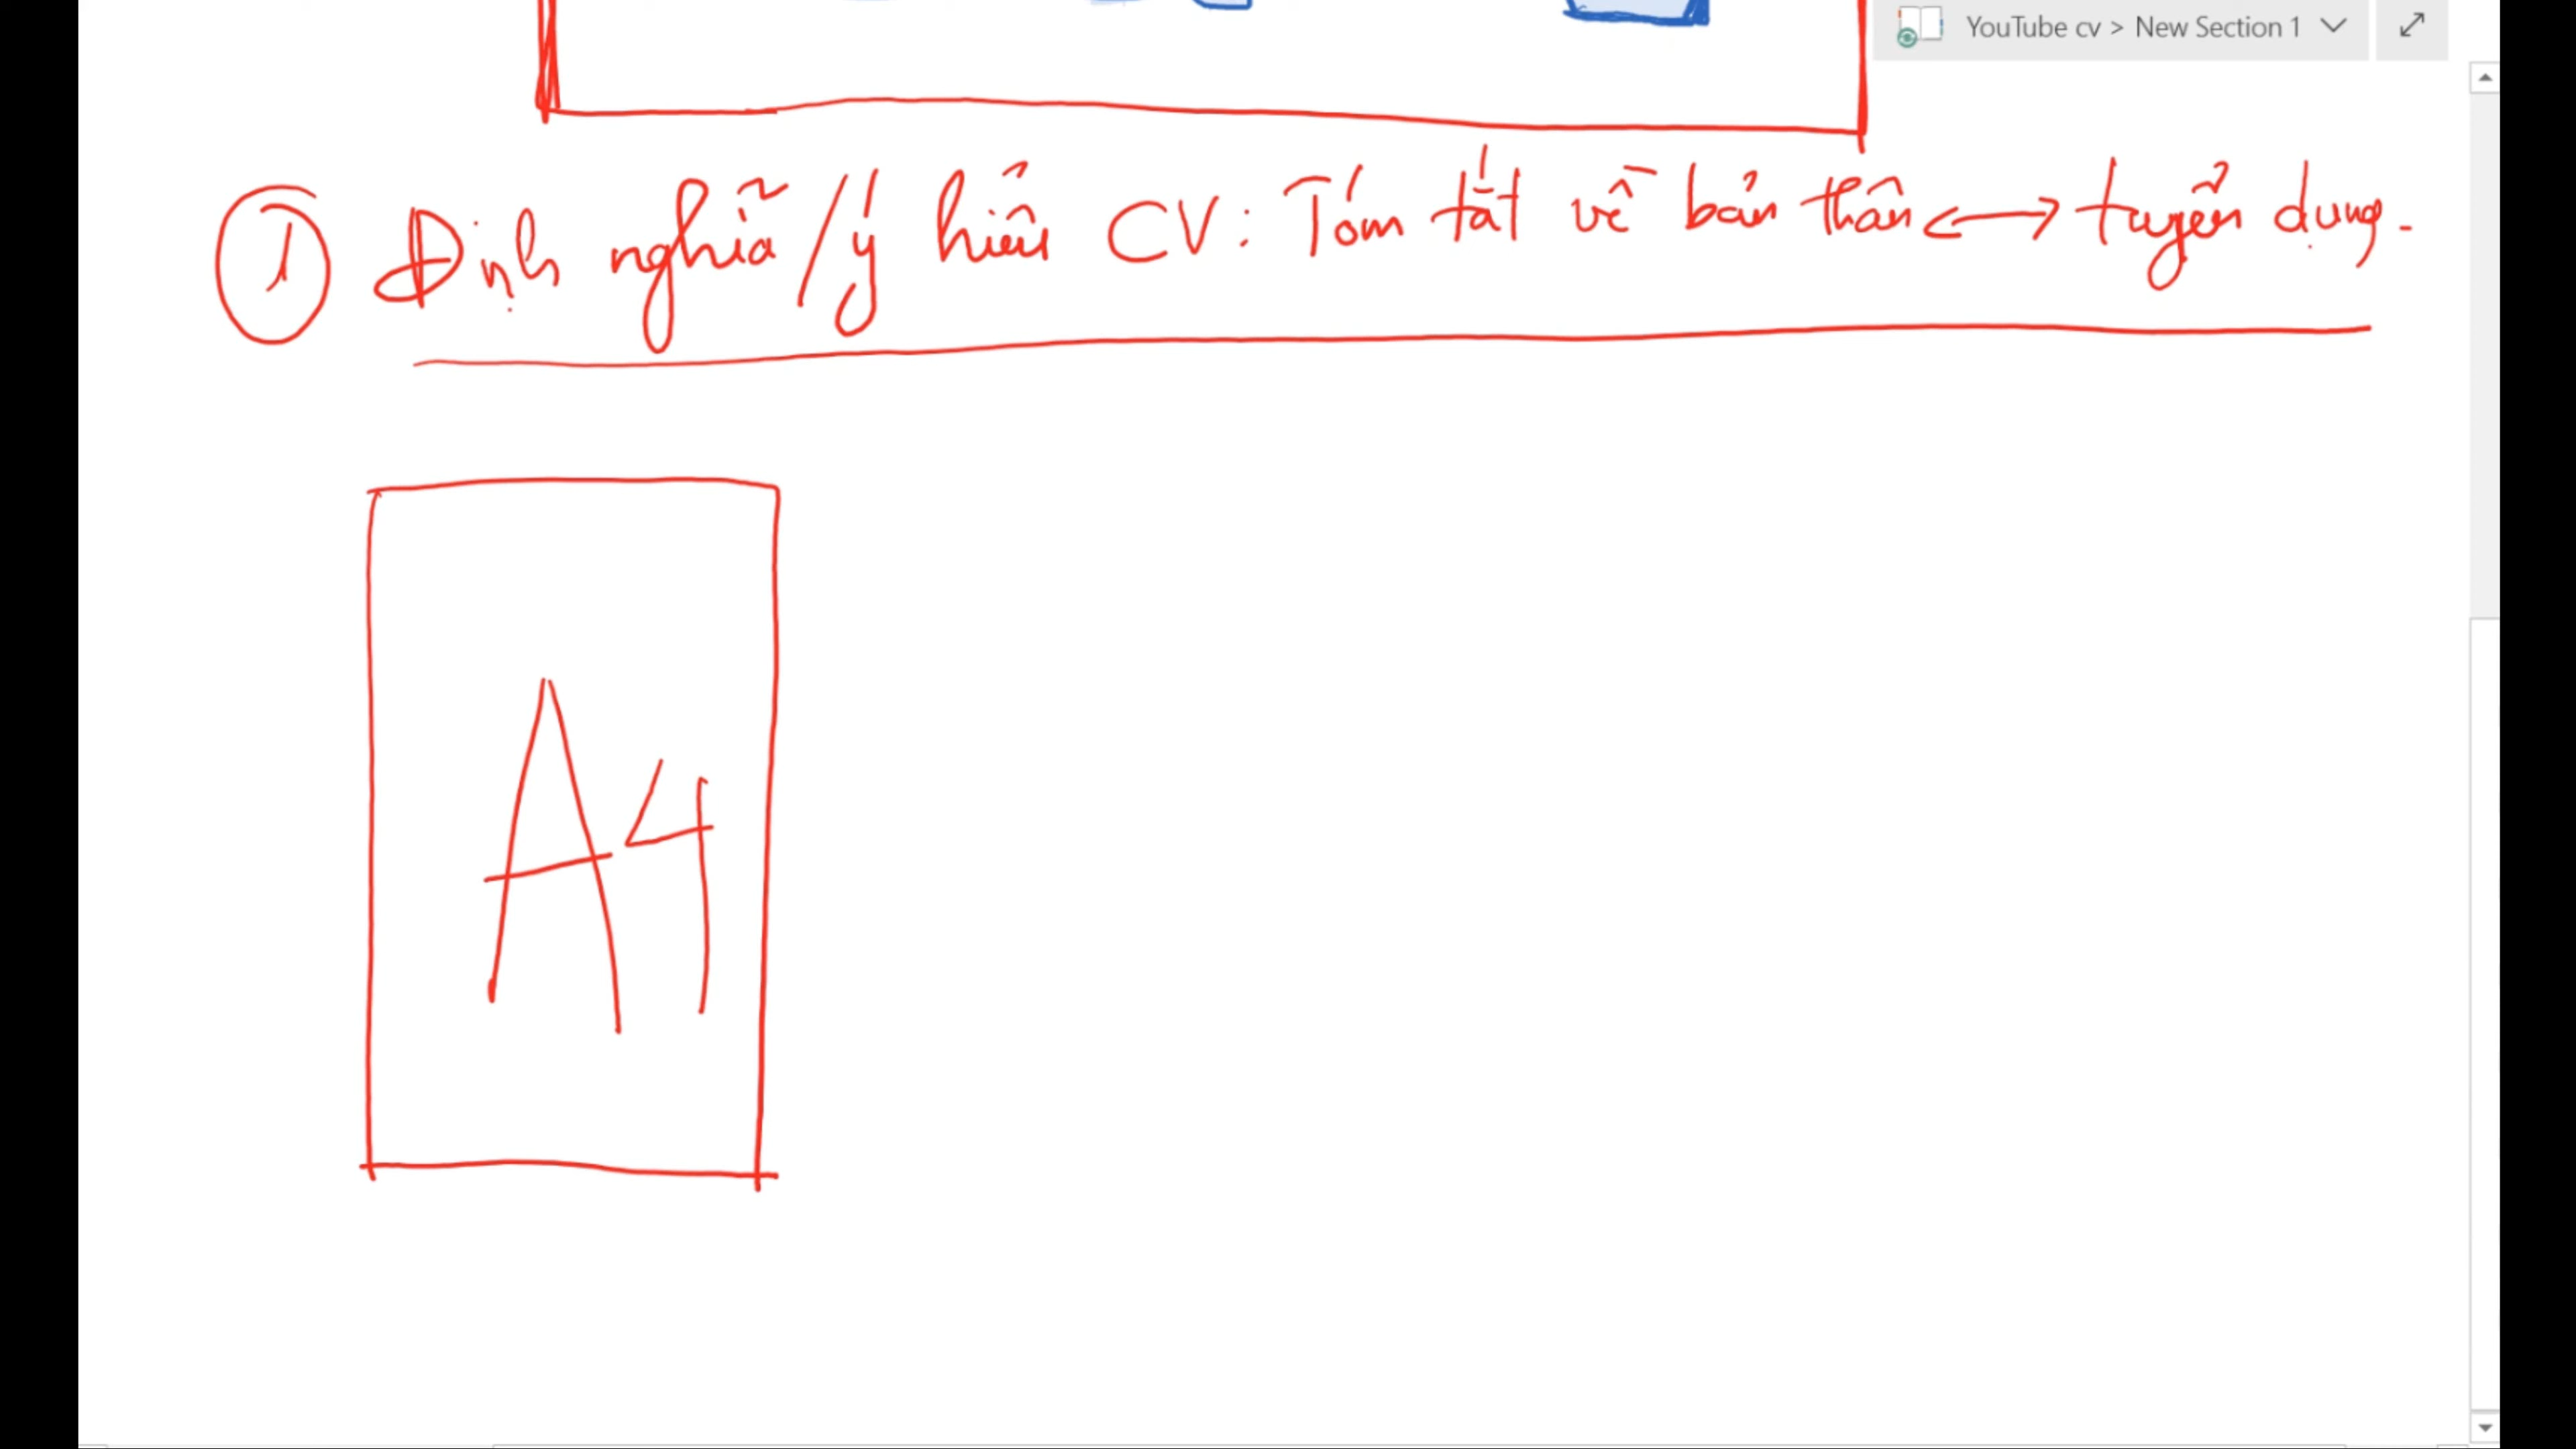 YouTube cv > New Section 1
① Định nghĩa/ý hiểu CV: Tóm tắt về bản thân <-> tuyển dụng.
A4